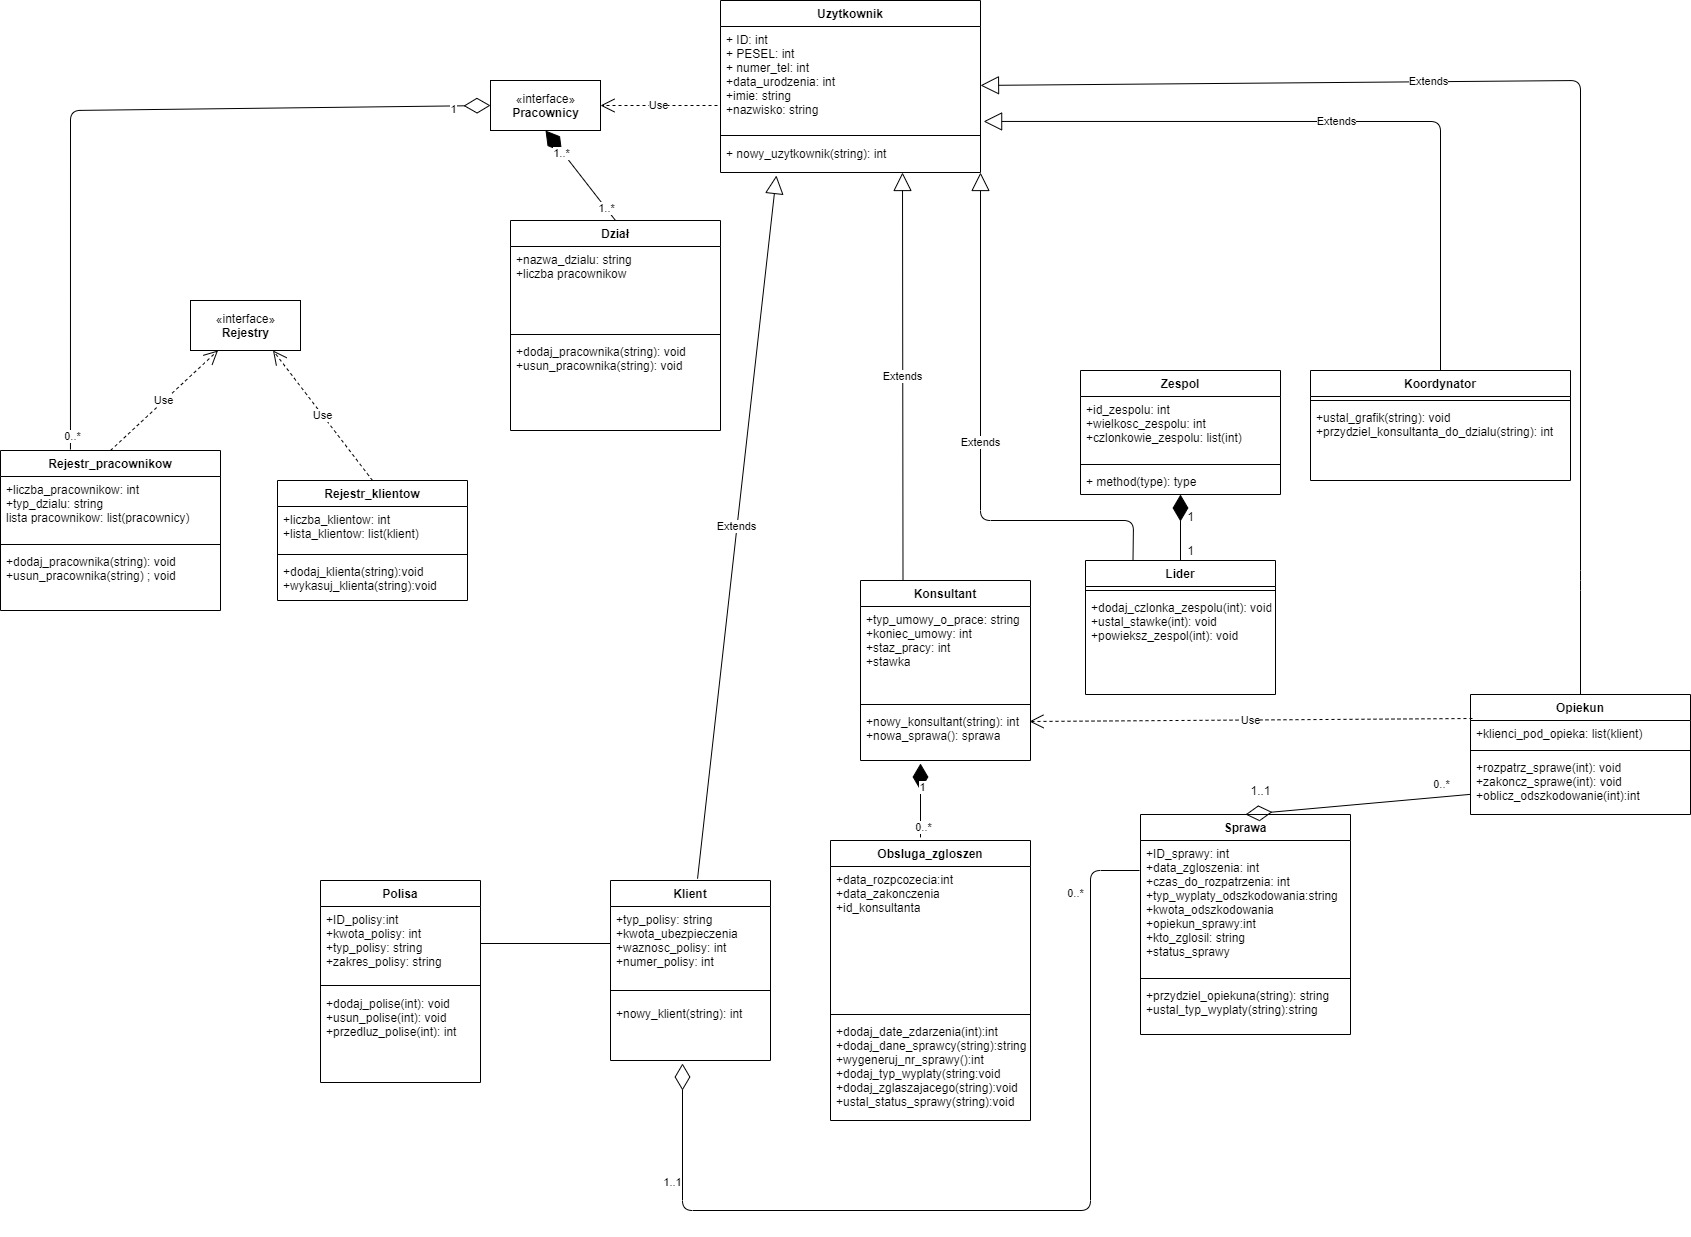 Uzytkownik
+ ID: int
+ PESEL: int
+ numer_tel: int
+data_urodzenia: int
+imie: string
+nazwisko: string
+ nowy_uzytkownik(string): int
Extends
Extends
«interface»
Pracownicy
Use
1
1..*
1..*
Dział
+nazwa_dzialu: string
+liczba pracownikow
+dodaj_pracownika(string): void
+usun_pracownika(string): void
«interface»
Rejestry
Use
Use
0..*
Rejestr_pracownikow
+liczba_pracownikow: int
+typ_dzialu: string
lista pracownikow: list(pracownicy)
+dodaj_pracownika(string): void
+usun_pracownika(string) ; void
Rejestr_klientow
+liczba_klientow: int
+lista_klientow: list(klient)
+dodaj_klienta(string):void
+wykasuj_klienta(string):void
Extends
Extends
Extends
Zespol
+id_zespolu: int
+wielkosc_zespolu: int
+czlonkowie_zespolu: list(int)
+ method(type): type
1
1
Koordynator
+ustal_grafik(string): void
+przydziel_konsultanta_do_dzialu(string): int
Lider
+dodaj_czlonka_zespolu(int): void
+ustal_stawke(int): void
+powieksz_zespol(int): void
Konsultant
+typ_umowy_o_prace: string
+koniec_umowy: int
+staz_pracy: int
+stawka
+nowy_konsultant(string): int
+nowa_sprawa(): sprawa
Use
Opiekun
+klienci_pod_opieka: list(klient)
+rozpatrz_sprawe(int): void
+zakoncz_sprawe(int): void
+oblicz_odszkodowanie(int):int
0..*
1..1
1
0..*
Sprawa
+ID_sprawy: int
+data_zgloszenia: int
+czas_do_rozpatrzenia: int
+typ_wyplaty_odszkodowania:string
+kwota_odszkodowania
+opiekun_sprawy:int
+kto_zglosil: string
+status_sprawy
+przydziel_opiekuna(string): string
+ustal_typ_wyplaty(string):string
0..*
Obsluga_zgloszen
+data_rozpcozecia:int
+data_zakonczenia
+id_konsultanta
+dodaj_date_zdarzenia(int):int
+dodaj_dane_sprawcy(string):string
+wygeneruj_nr_sprawy():int
+dodaj_typ_wyplaty(string:void
+dodaj_zglaszajacego(string):void
+ustal_status_sprawy(string):void
Polisa
+ID_polisy:int
+kwota_polisy: int
+typ_polisy: string
+zakres_polisy: string
+dodaj_polise(int): void
+usun_polise(int): void
+przedluz_polise(int): int
Klient
+typ_polisy: string
+kwota_ubezpieczenia
+waznosc_polisy: int
+numer_polisy: int
+nowy_klient(string): int
1..1